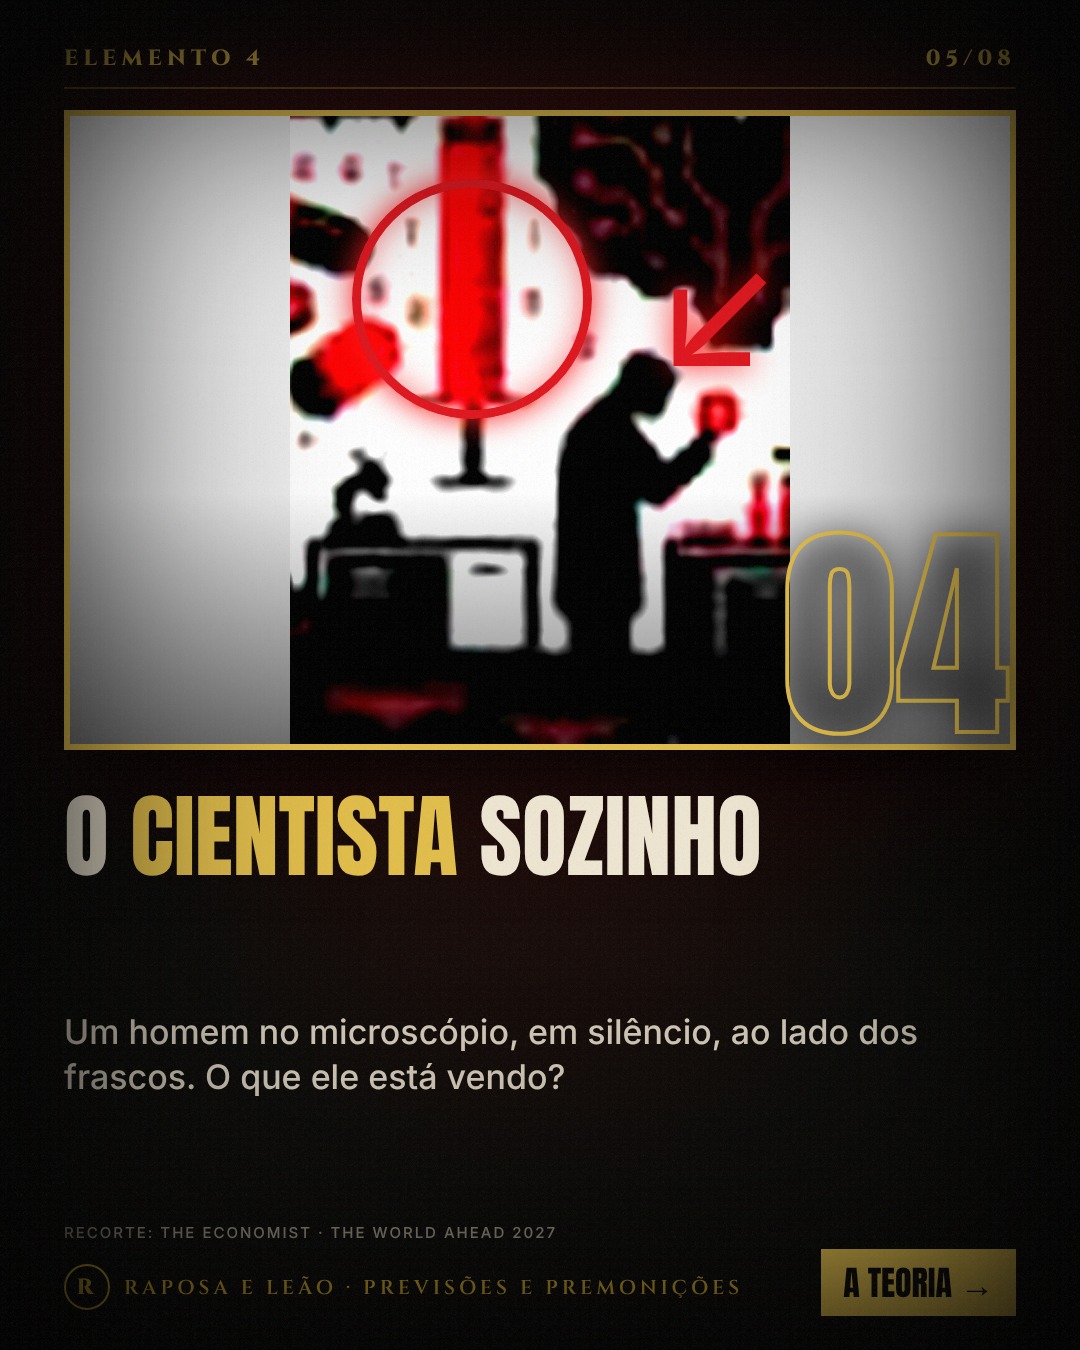 ELEMENTO 4
05/08
04
O CIENTISTA SOZINHO
Um homem no microscópio, em silêncio, ao lado dos
frascos. O que ele está vendo?
RECORTE: THE ECONOMIST · THE WORLD AHEAD 2027
R RAPOSA E LEÃO · PREVISÕES E PREMONIÇÕES
A TEORIA →